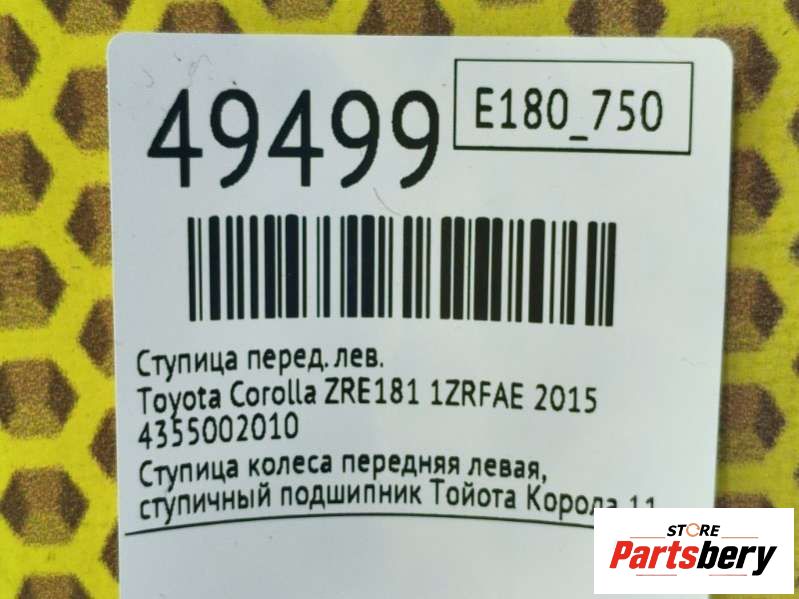 49499
E180_750
Ступица перед. лев.
Toyota Corolla ZRE181 1ZRFAE 2015
4355002010
Ступица колеса передняя левая,
ступичный подшипник Тойота Корола 11
STORE
Partsbery